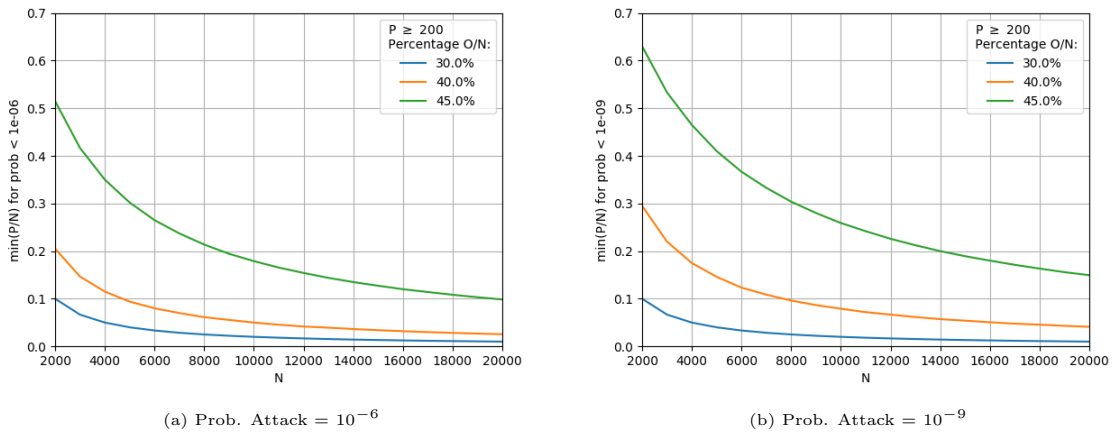 0.7
0.6
0.5
0.4
0.3
0.2
0.1
0.0
min(P/N) for prob < 1e-06
P ≥ 200
Percentage O/N:
30.0%
40.0%
45.0%
2000 4000 6000 8000 10000 12000 14000 16000 18000 20000
N
(a) Prob. Attack = 10⁻⁶
0.7
0.6
0.5
0.4
0.3
0.2
0.1
0.0
min(P/N) for prob < 1e-09
P ≥ 200
Percentage O/N:
30.0%
40.0%
45.0%
2000 4000 6000 8000 10000 12000 14000 16000 18000 20000
N
(b) Prob. Attack = 10⁻⁹